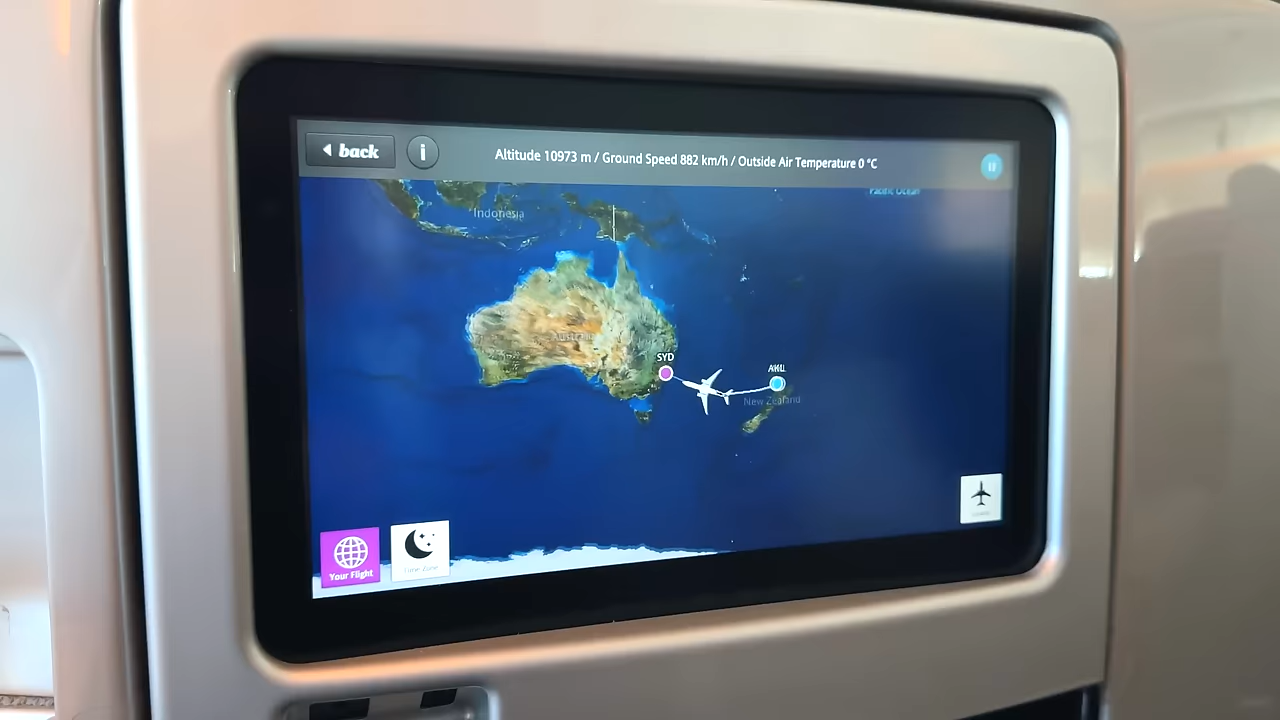 back
i
Altitude 10973 m / Ground Speed 882 km/h / Outside Air Temperature 0 °C
Pacific Ocean
Indonesia
Australia
SYD
AKL
New Zealand
Your Flight
Time Zone